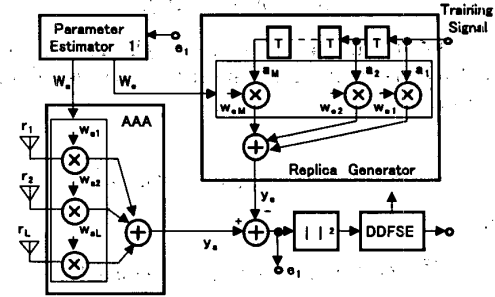 Parameter Estimator 1
e1
Training Signal
T
T
T
aM
a2
a1
Wa
We
weM
we2
we1
Replica Generator
AAA
r1
wa1
r2
wa2
rL
waL
ye
ya
+
−
| |²
DDFSE
e1